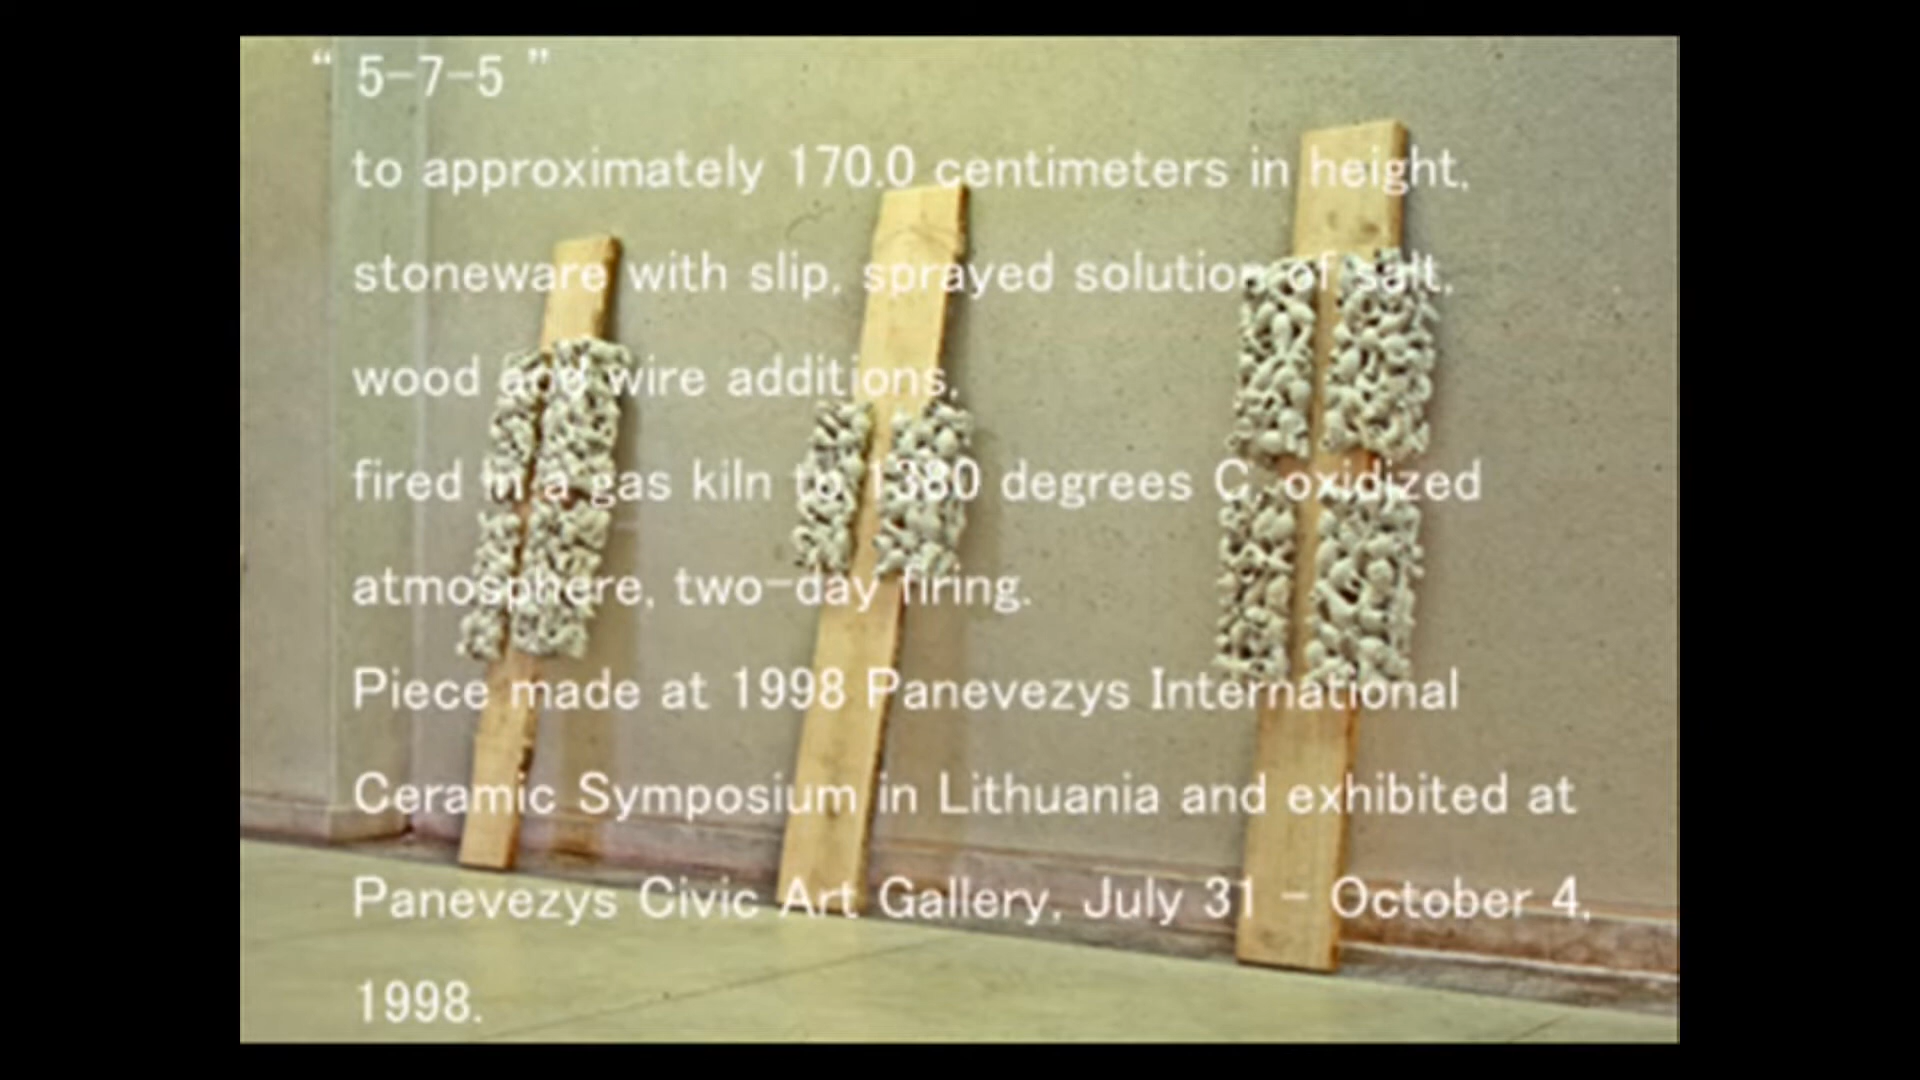 “ 5-7-5 ”
to approximately 170.0 centimeters in height,
stoneware with slip, sprayed solution of salt,
wood and wire additions,
fired in a gas kiln to 1380 degrees C, oxidized
atmosphere, two-day firing.
Piece made at 1998 Panevezys International
Ceramic Symposium in Lithuania and exhibited at
Panevezys Civic Art Gallery, July 31 - October 4,
1998.